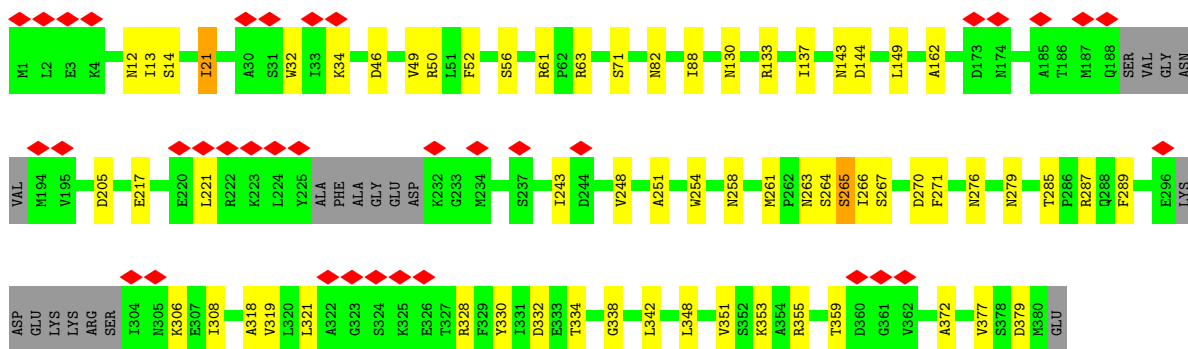 M1 L2 E3 K4 N12 I13 S14 I21 A30 S31 W32 I33 K34 D46 V49 R50 L51 F52 S56 R61 P62 R63 S71 N82 I88 N130 R133 I137 N143 D144 L149 A162 D173 N174 A185 T186 M187 Q188 SER VAL GLY ASN
VAL M194 V195 D205 E217 E220 L221 R222 K223 L224 Y225 ALA PHE ALA GLY GLU ASP K232 G233 M234 S237 I243 D244 V248 A251 W254 N258 M261 P262 N263 S264 S265 I266 S267 D270 F271 N276 N279 T285 P286 R287 Q288 F289 E296 LYS
ASP GLU LYS LYS ARG SER I304 N305 K306 E307 I308 A318 V319 L320 L321 A322 G323 S324 K325 E326 T327 R328 F329 Y330 I331 D332 E333 T334 G338 L342 L348 V351 S352 K353 A354 R355 T359 D360 G361 V362 A372 V377 S378 D379 M380 GLU